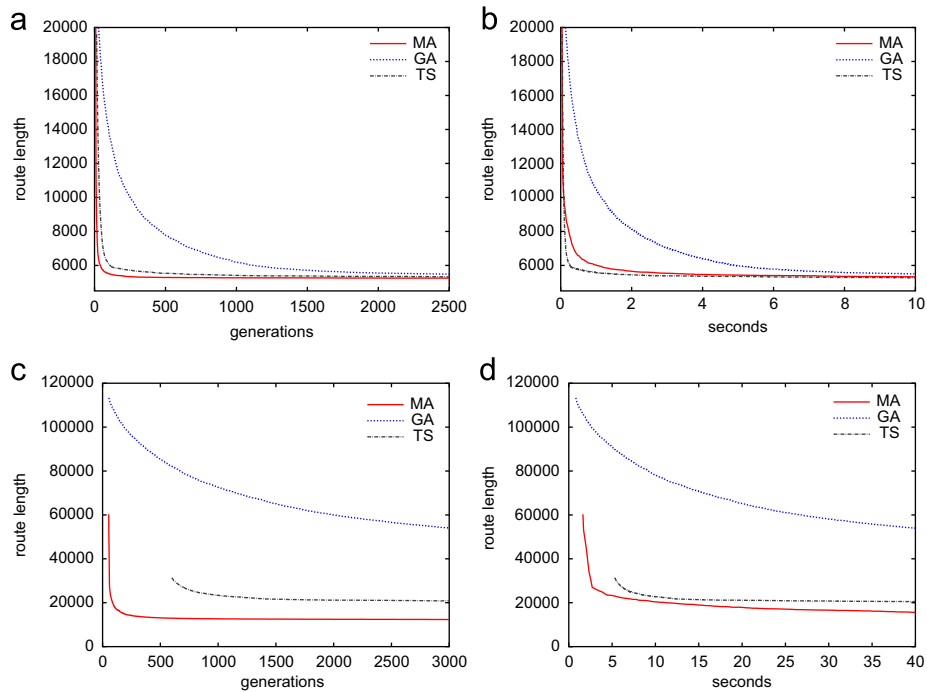 a
20000
18000
16000
14000
12000
10000
8000
6000
route length
0 500 1000 1500 2000 2500
generations
MA
GA
TS
b
20000
18000
16000
14000
12000
10000
8000
6000
route length
0 2 4 6 8 10
seconds
MA
GA
TS
c
120000
100000
80000
60000
40000
20000
0
route length
0 500 1000 1500 2000 2500 3000
generations
MA
GA
TS
d
120000
100000
80000
60000
40000
20000
0
route length
0 5 10 15 20 25 30 35 40
seconds
MA
GA
TS